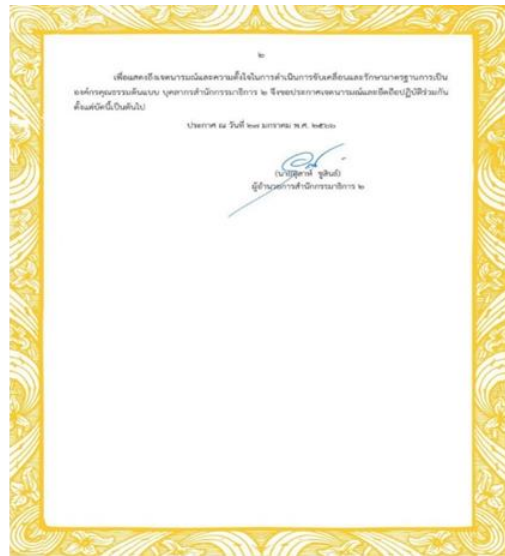 ๒
เพื่อแสดงถึงเจตนารมณ์และความตั้งใจในการดำเนินการขับเคลื่อนและรักษามาตรฐานการเป็น
องค์กรคุณธรรมต้นแบบ บุคลากรสำนักกรรมาธิการ ๒ จึงขอประกาศเจตนารมณ์และยึดถือปฏิบัติร่วมกัน
ตั้งแต่บัดนี้เป็นต้นไป
ประกาศ ณ วันที่ ๒๗ มกราคม พ.ศ. ๒๕๖๖
ชูสินธ์)
ผู้อำนวยการสำนักกรรมาธิการ ๒